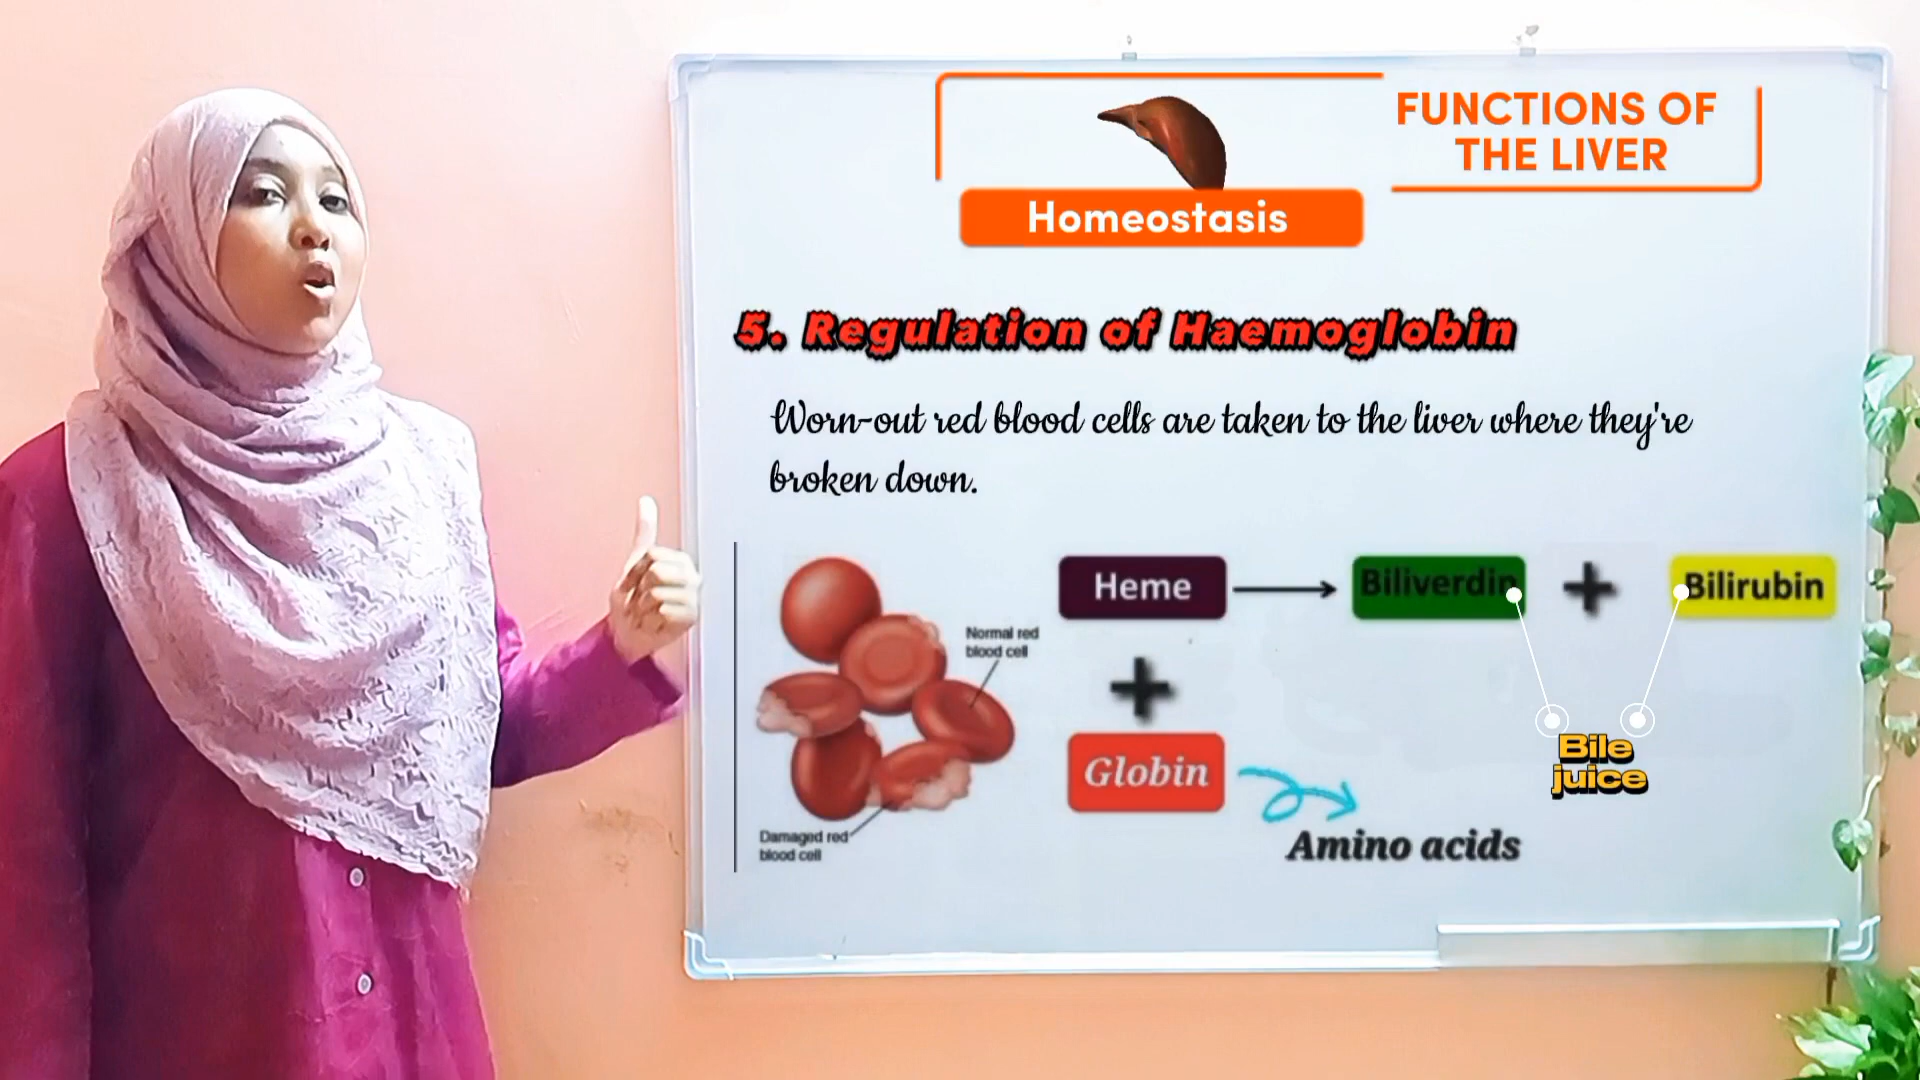 FUNCTIONS OF
THE LIVER
Homeostasis
5. Regulation of Haemoglobin
Worn-out red blood cells are taken to the liver where they're
broken down.
Heme
Biliverdin
Bilirubin
Normal red
blood cell
Globin
Bile
juice
Amino acids
Damaged red
blood cell